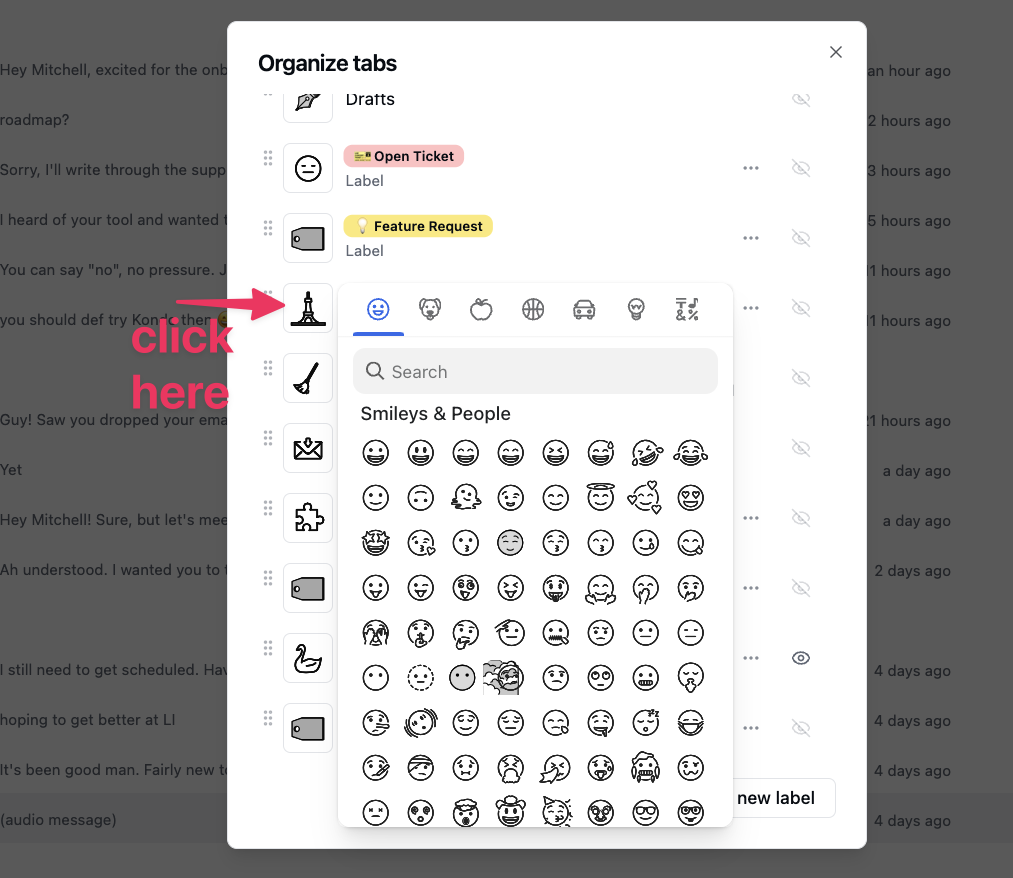 Organize tabs
Hey Mitchell, excited for the onb
an hour ago
Drafts
roadmap?
2 hours ago
Open Ticket
Label
Sorry, I'll write through the supp
3 hours ago
I heard of your tool and wanted t
5 hours ago
Feature Request
Label
You can say "no", no pressure. J
11 hours ago
you should def try Kondo then
11 hours ago
click
here
Search
Smileys & People
Guy! Saw you dropped your ema
21 hours ago
Yet
a day ago
Hey Mitchell! Sure, but let's mee
a day ago
Ah understood. I wanted you to
2 days ago
I still need to get scheduled. Hav
4 days ago
hoping to get better at LI
4 days ago
It's been good man. Fairly new to
4 days ago
new label
(audio message)
4 days ago